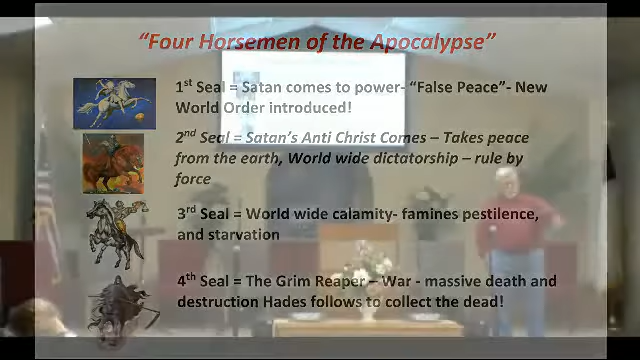 "Four Horsemen of the Apocalypse"
1st Seal = Satan comes to power- "False Peace"- New
World Order introduced!
2nd Seal = Satan's Anti Christ Comes – Takes peace
from the earth, World wide dictatorship – rule by
force
3rd Seal = World wide calamity- famines pestilence,
and starvation
4th Seal = The Grim Reaper – War - massive death and
destruction Hades follows to collect the dead!